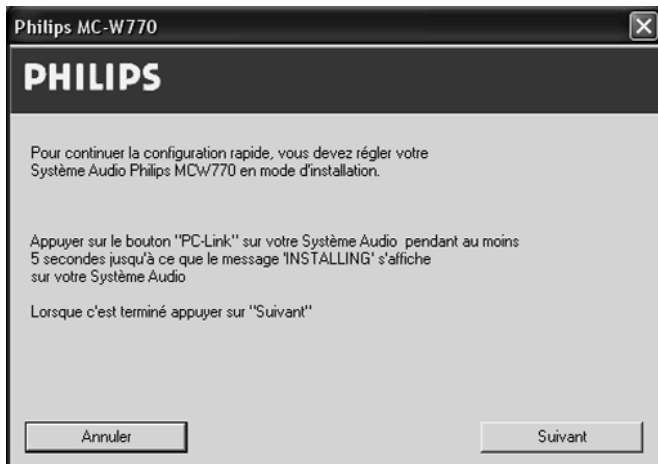 Philips MC-W770
PHILIPS
Pour continuer la configuration rapide, vous devez régler votre
Système Audio Philips MCW770 en mode d'installation.
Appuyer sur le bouton "PC-Link" sur votre Système Audio pendant au moins
5 secondes jusqu'à ce que le message 'INSTALLING' s'affiche
sur votre Système Audio
Lorsque c'est terminé appuyer sur "Suivant"
Annuler
Suivant